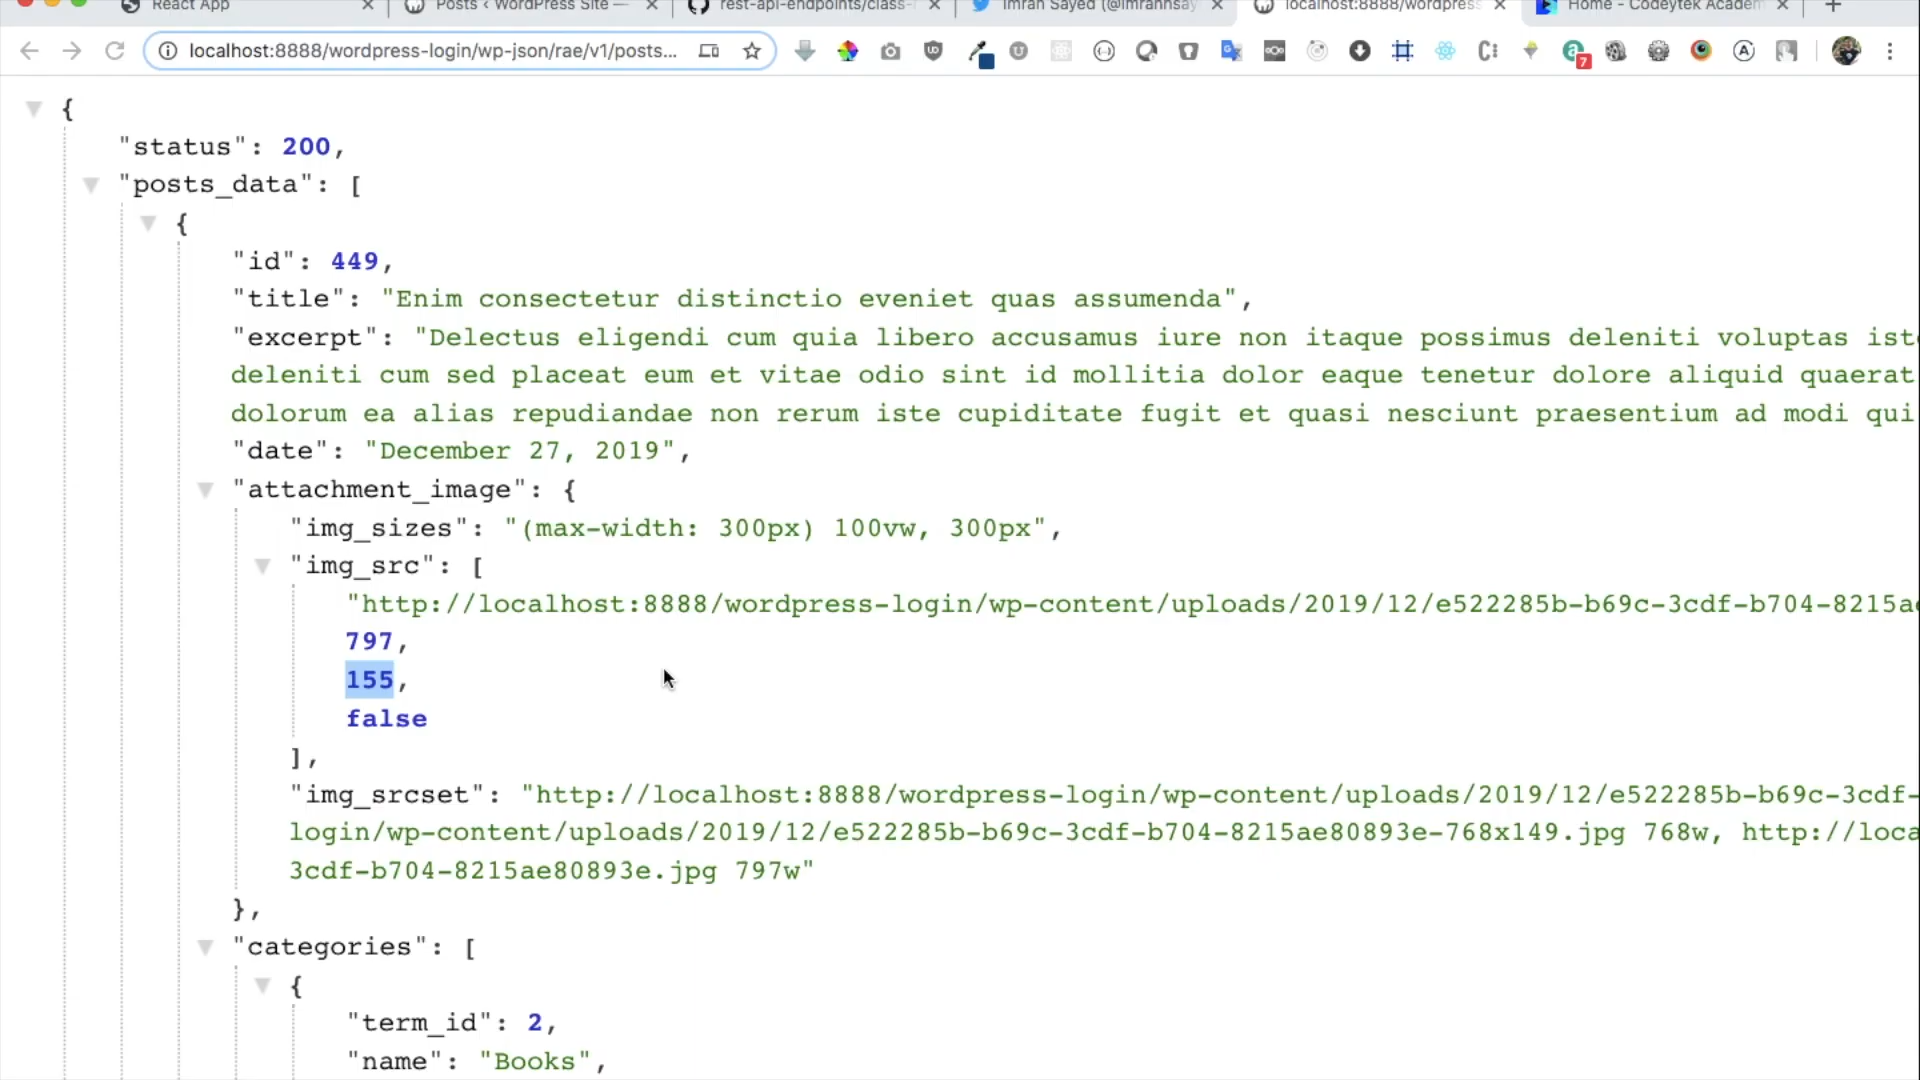 React App
Posts ‹ WordPress Site —
rest-api-endpoints/class-
Imran Sayed (@imranhsay
localhost:8888/wordpress
Home - Codeytek Academ
localhost:8888/wordpress-login/wp-json/rae/v1/posts...
7
{
"status": 200,
"posts_data": [
{
"id": 449,
"title": "Enim consectetur distinctio eveniet quas assumenda",
"excerpt": "Delectus eligendi cum quia libero accusamus iure non itaque possimus deleniti voluptas iste
deleniti cum sed placeat eum et vitae odio sint id mollitia dolor eaque tenetur dolore aliquid quaerat
dolorum ea alias repudiandae non rerum iste cupiditate fugit et quasi nesciunt praesentium ad modi qui
"date": "December 27, 2019",
"attachment_image": {
"img_sizes": "(max-width: 300px) 100vw, 300px",
"img_src": [
"http://localhost:8888/wordpress-login/wp-content/uploads/2019/12/e522285b-b69c-3cdf-b704-8215ae
797,
155,
false
],
"img_srcset": "http://localhost:8888/wordpress-login/wp-content/uploads/2019/12/e522285b-b69c-3cdf-
login/wp-content/uploads/2019/12/e522285b-b69c-3cdf-b704-8215ae80893e-768x149.jpg 768w, http://loca
3cdf-b704-8215ae80893e.jpg 797w"
},
"categories": [
{
"term_id": 2,
"name": "Books",